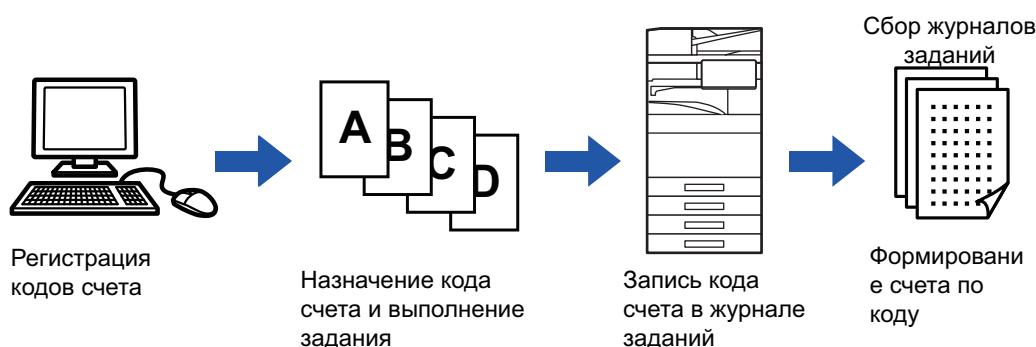 Сбор журналов
заданий
A
B
C
D
Регистрация
кодов счета
Назначение кода
счета и выполнение
задания
Запись кода
счета в журнале
заданий
Формировани
е счета по
коду